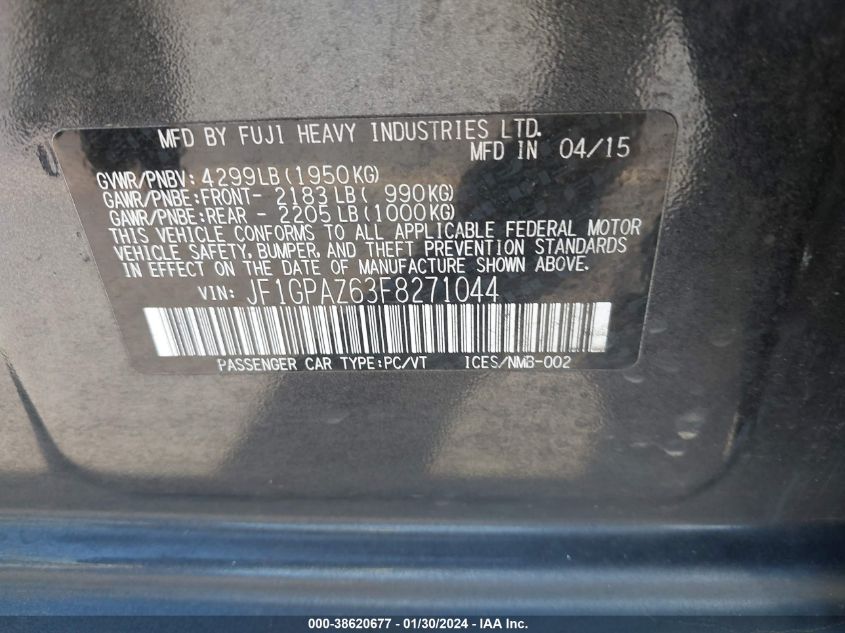 MFD BY FUJI HEAVY INDUSTRIES LTD.
MFD IN 04/15
GVWR/PNBV: 4299LB(1950KG)
GAWR/PNBE:FRONT- 2183LB( 990KG)
GAWR/PNBE:REAR - 2205LB(1000KG)
THIS VEHICLE CONFORMS TO ALL APPLICABLE FEDERAL MOTOR
VEHICLE SAFETY, BUMPER, AND THEFT PREVENTION STANDARDS
IN EFFECT ON THE DATE OF MANUFACTURE SHOWN ABOVE.
VIN: JF1GPAZ63F8271044
PASSENGER CAR TYPE:PC/VT ICES/NMB-002
000-38620677 - 01/30/2024 - IAA Inc.